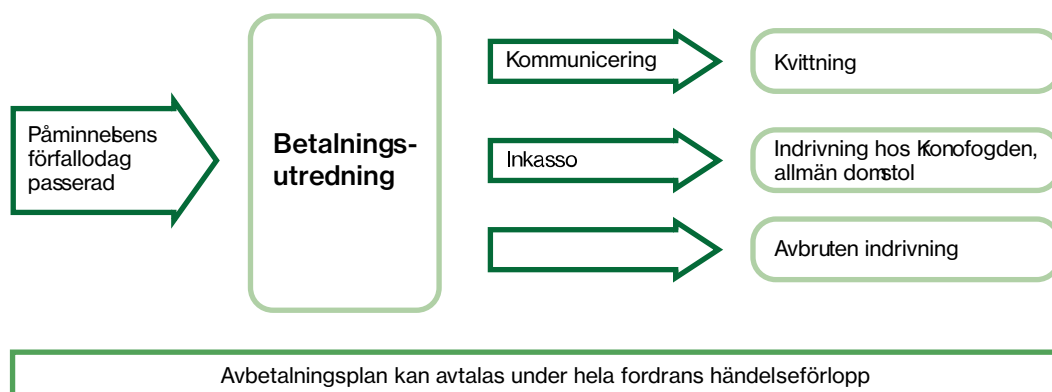 Påminnelsens
förfallodag
passerad
Betalnings-
utredning
Kommunicering
Kvittning
Inkasso
Indrivning hos Kronofogden,
allmän domstol
Avbruten indrivning
Avbetalningsplan kan avtalas under hela fordrans händelseförlopp